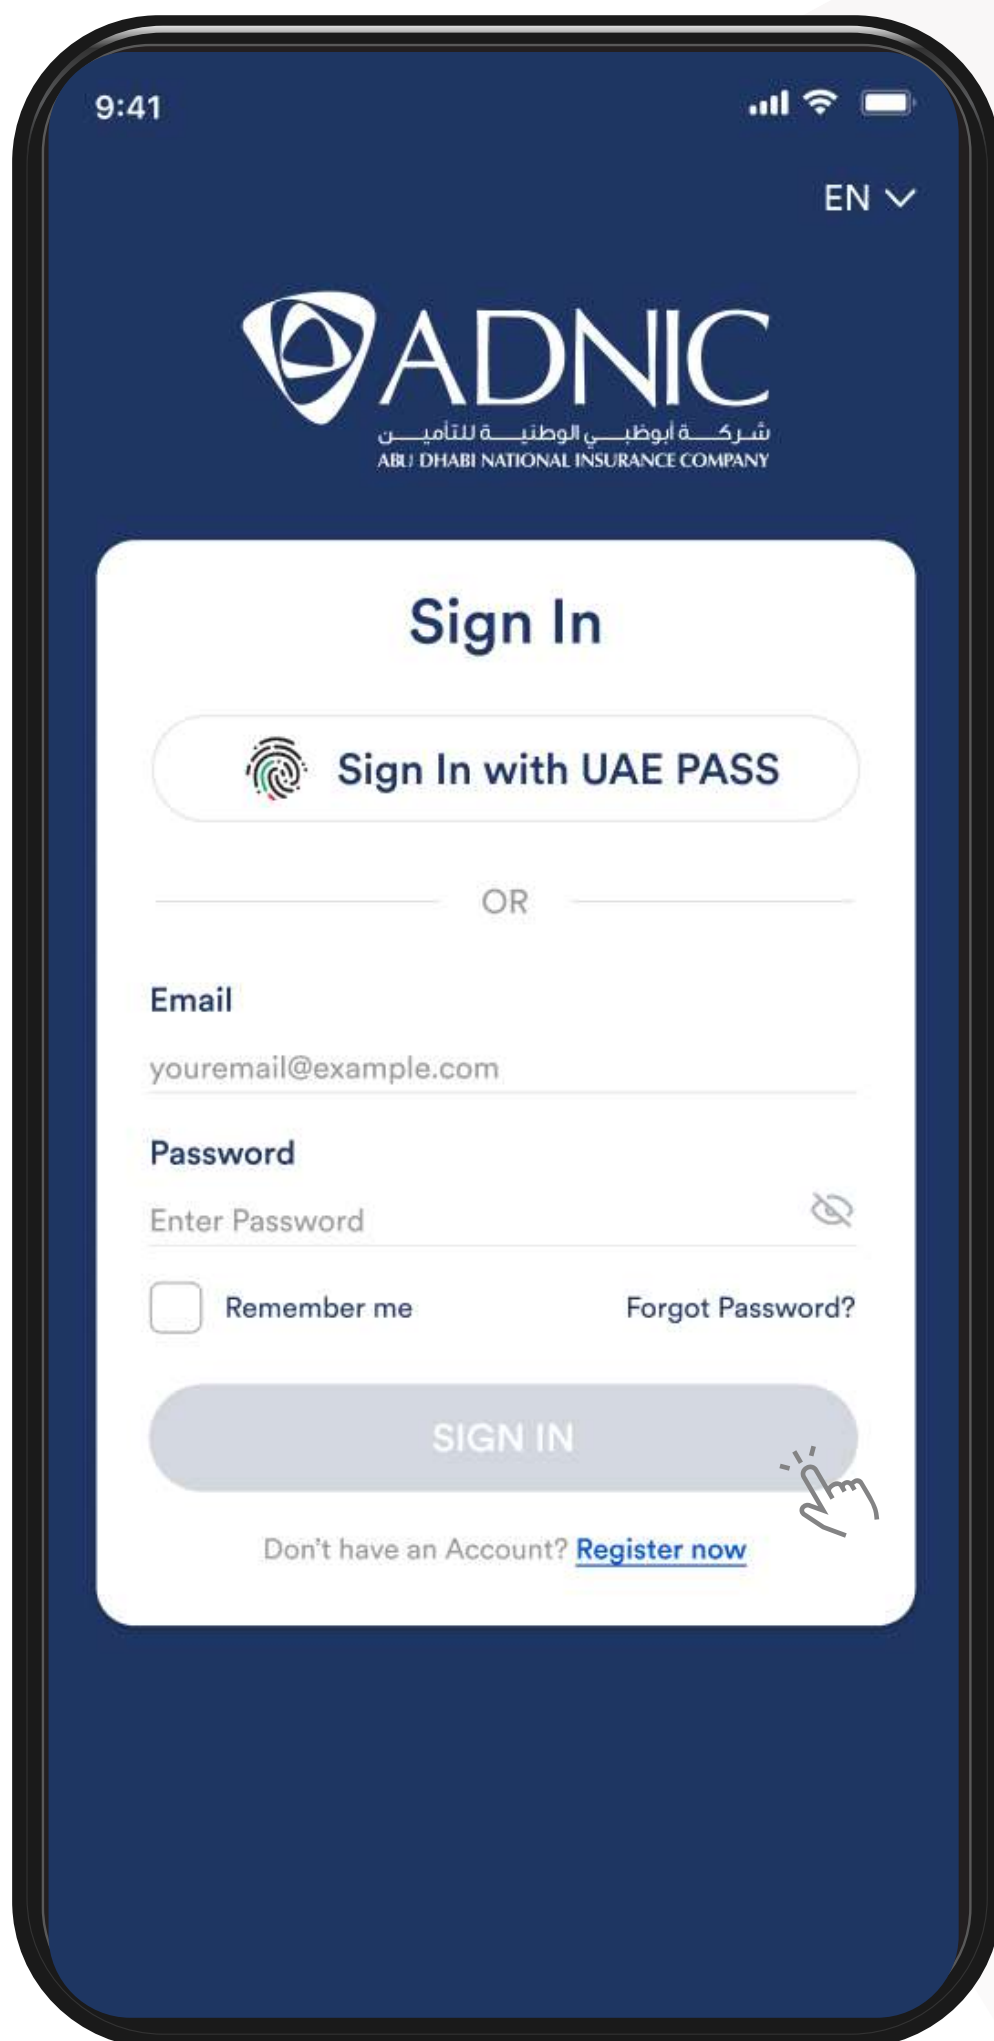 9:41
EN
ADNIC
شركة أبوظبي الوطنية للتأمين
ABU DHABI NATIONAL INSURANCE COMPANY
Sign In
Sign In with UAE PASS
OR
Email
youremail@example.com
Password
Enter Password
Remember me Forgot Password?
SIGN IN
Don't have an Account? Register now